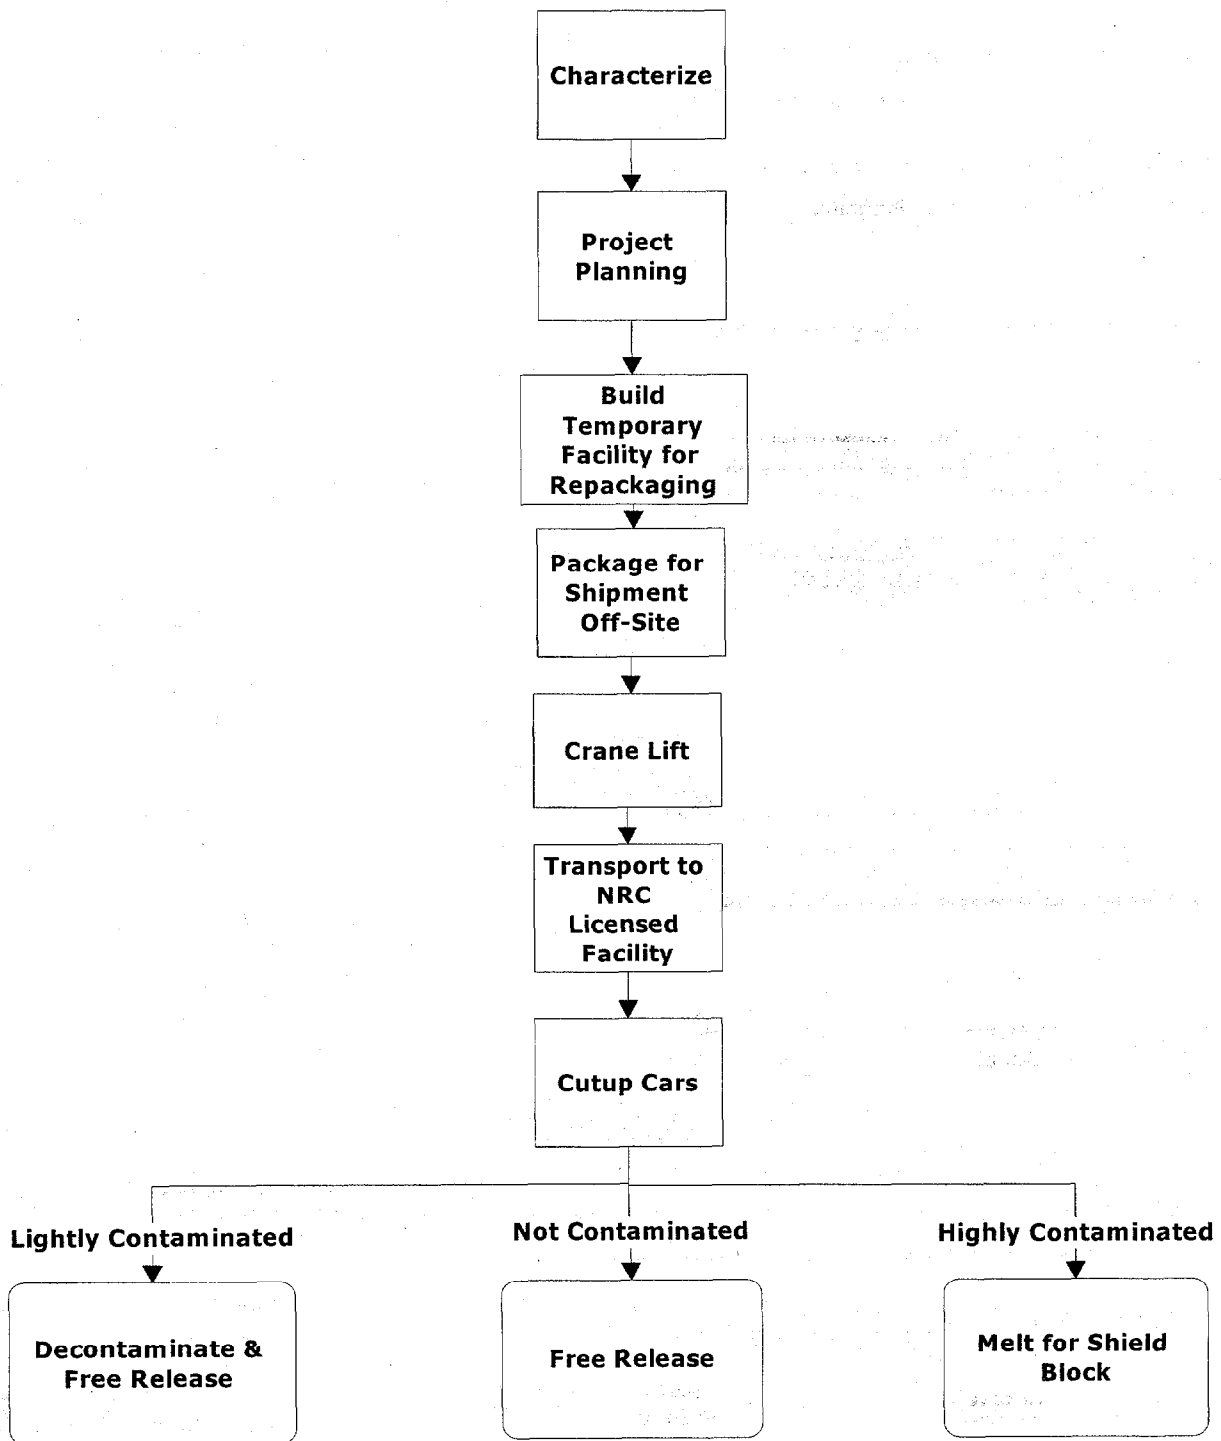 Characterize
Project
Planning
Build
Temporary
Facility for
Repackaging
Package for
Shipment
Off-Site
Crane Lift
Transport to
NRC
Licensed
Facility
Cutup Cars
Lightly Contaminated
Not Contaminated
Highly Contaminated
Decontaminate &
Free Release
Free Release
Melt for Shield
Block